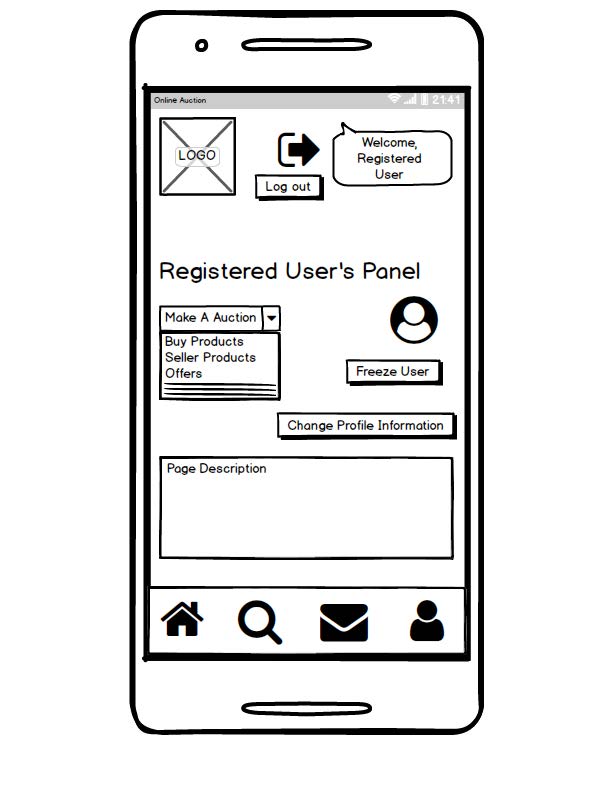 Online Auction
21:41
LOGO
Log out
Welcome,
Registered
User
Registered User's Panel
Make A Auction
Buy Products
Seller Products
Offers
Freeze User
Change Profile Information
Page Description